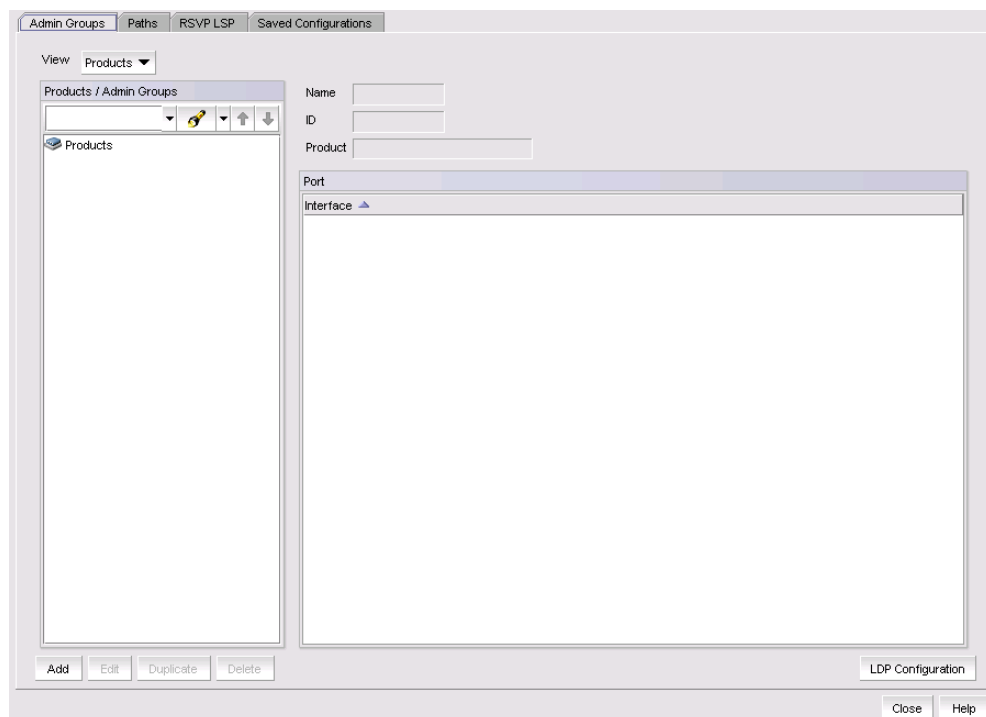 Admin Groups Paths RSVP LSP Saved Configurations
View Products
Products / Admin Groups
Products
Name
ID
Product
Port
Interface
Add Edit Duplicate Delete
LDP Configuration
Close Help